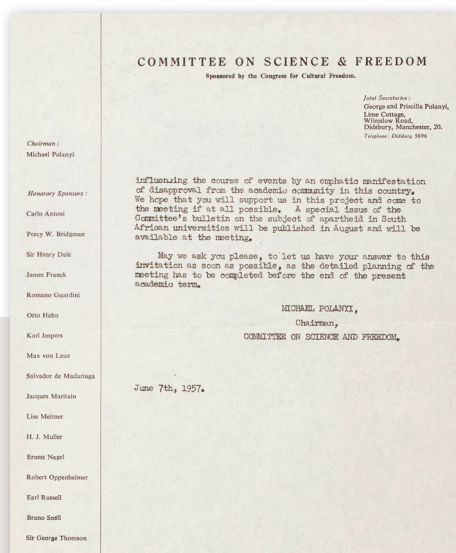 COMMITTEE ON SCIENCE & FREEDOM
Sponsored by the Congress for Cultural Freedom.
Joint Secretaries :
George and Priscilla Polanyi,
Lime Cottage,
Wilmslow Road,
Didsbury, Manchester, 20.
Telephone: Didsbury 5696
Chairman :
Michael Polanyi
Honorary Sponsors :
Carlo Antoni
Percy W. Bridgman
Sir Henry Dale
James Franck
Romano Guardini
Otto Hahn
Karl Jaspers
Max von Laue
Salvador de Madariaga
Jacques Maritain
Lise Meitner
H. J. Muller
Ernest Nagel
Robert Oppenheimer
Earl Russell
Bruno Snell
Sir George Thomson
influencing the course of events by an emphatic manifestation
of disapproval from the academic community in this country.
We hope that you will support us in this project and come to
the meeting if at all possible. A special issue of the
Committee's bulletin on the subject of apartheid in South
African universities will be published in August and will be
available at the meeting.
May we ask you please, to let us have your answer to this
invitation as soon as possible, as the detailed planning of the
meeting has to be completed before the end of the present
academic term.
MICHAEL POLANYI,
Chairman,
COMMITTEE ON SCIENCE AND FREEDOM.
June 7th, 1957.